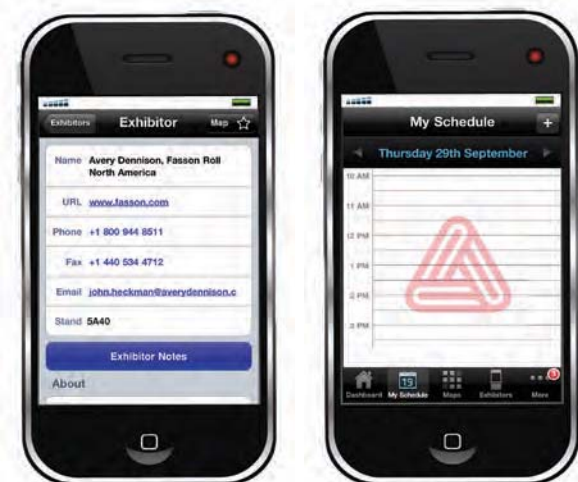 Exhibitors Exhibitor Map
Name Avery Dennison, Fasson Roll
North America
URL www.fasson.com
Phone +1 800 944 8511
Fax +1 440 534 4712
Email john.heckman@averydennison.c
Stand 5A40
Exhibitor Notes
About
My Schedule +
Thursday 29th September
10 AM
11 AM
12 PM
1 PM
2 PM
3 PM
19
3
Dashboard My Schedule Maps Exhibitors More